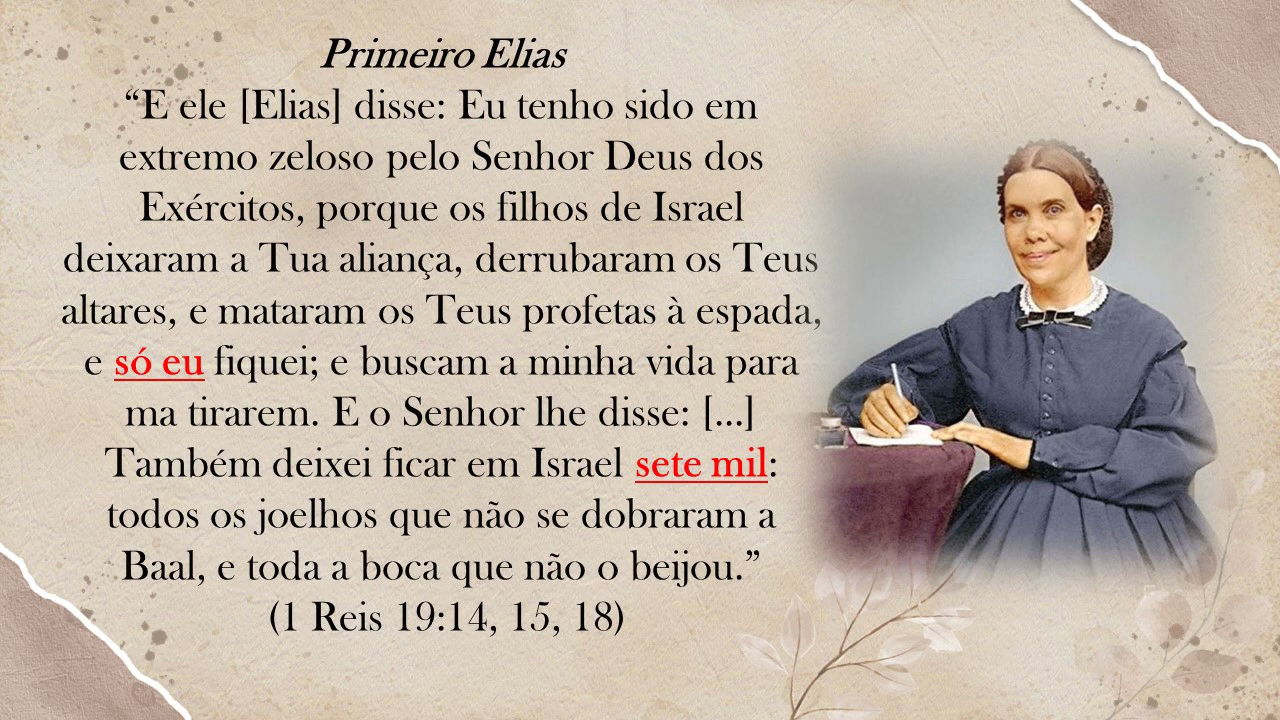 Primeiro Elias
“E ele [Elias] disse: Eu tenho sido em
extremo zeloso pelo Senhor Deus dos
Exércitos, porque os filhos de Israel
deixaram a Tua aliança, derrubaram os Teus
altares, e mataram os Teus profetas à espada,
e só eu fiquei; e buscam a minha vida para
ma tirarem. E o Senhor lhe disse: [...]
Também deixei ficar em Israel sete mil:
todos os joelhos que não se dobraram a
Baal, e toda a boca que não o beijou.”
(1 Reis 19:14, 15, 18)